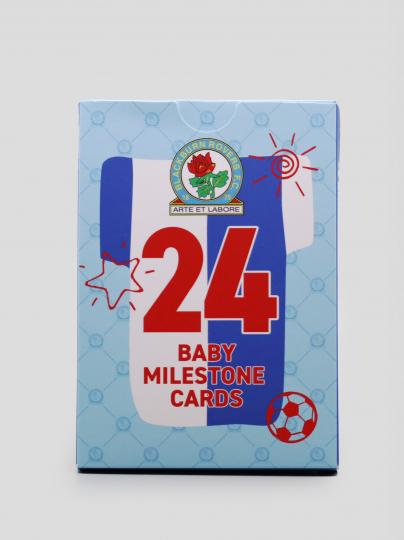 BLACKBURN ROVERS F.C.
ARTE ET LABORE
24
BABY
MILESTONE
CARDS